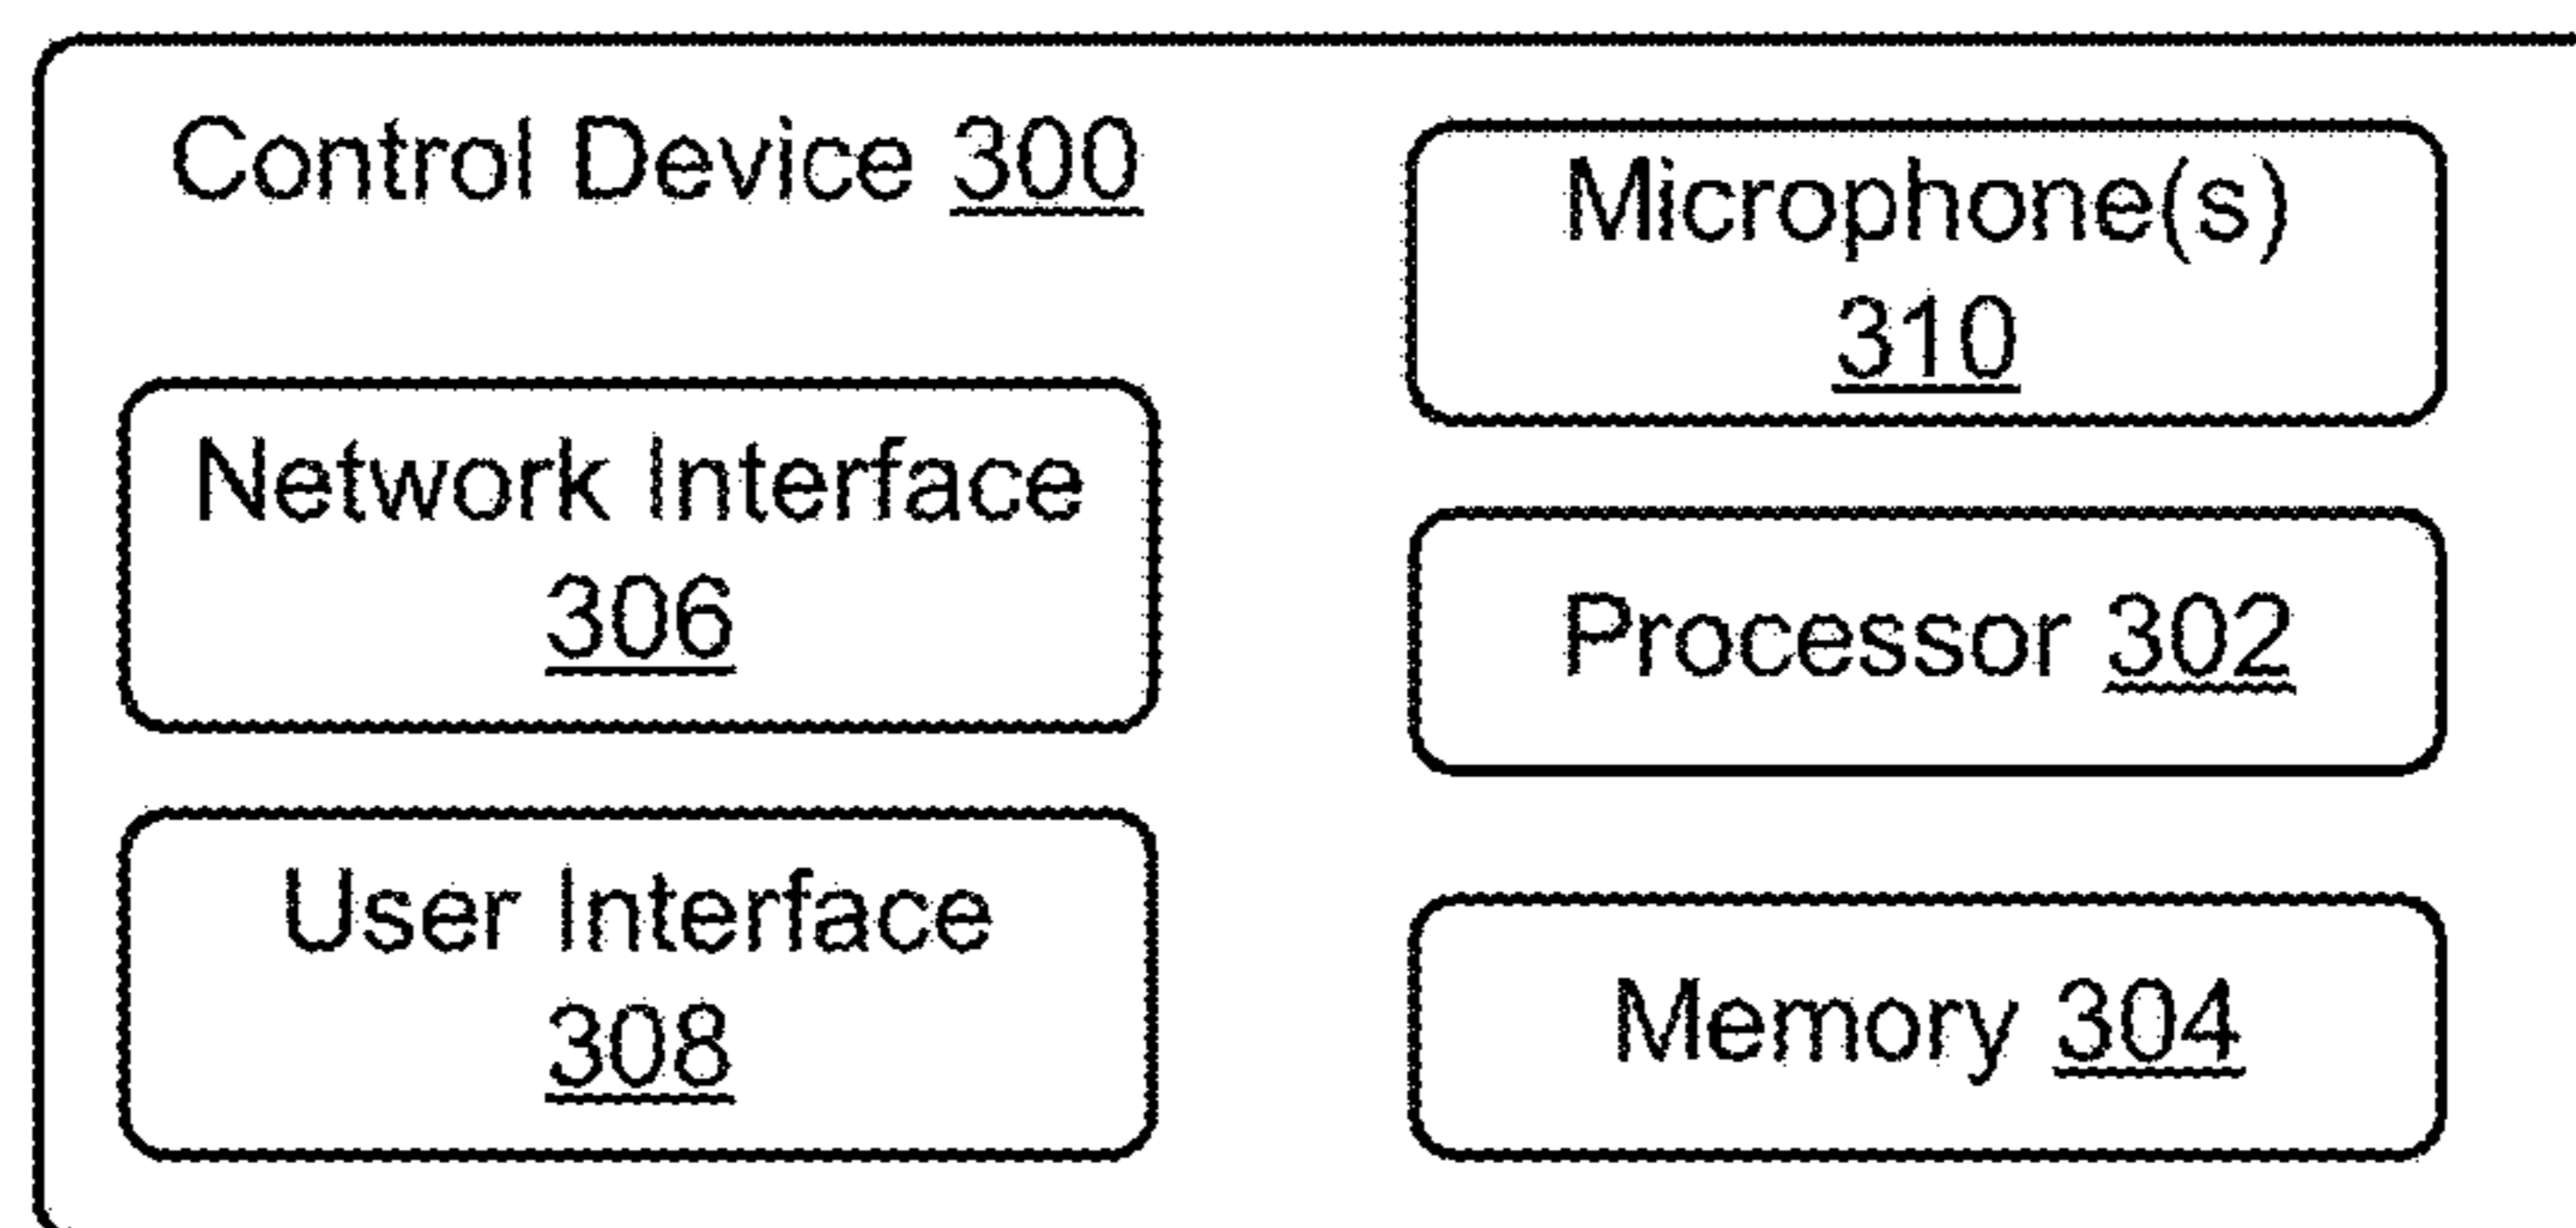 Control Device 300
Network Interface
306
User Interface
308
Microphone(s)
310
Processor 302
Memory 304